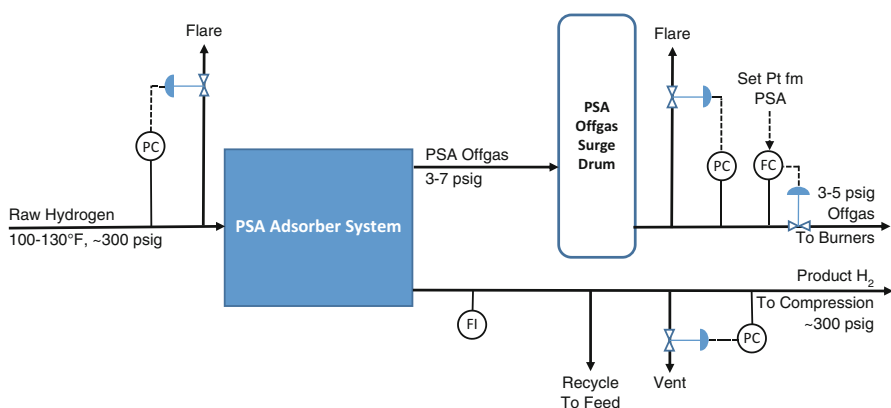 Flare
PC
Raw Hydrogen
100-130°F, ~300 psig
PSA Adsorber System
PSA Offgas
3-7 psig
PSA
Offgas
Surge
Drum
Flare
PC
Set Pt fm
PSA
FC
3-5 psig
Offgas
To Burners
Product H₂
To Compression
~300 psig
FI
PC
Recycle
To Feed
Vent